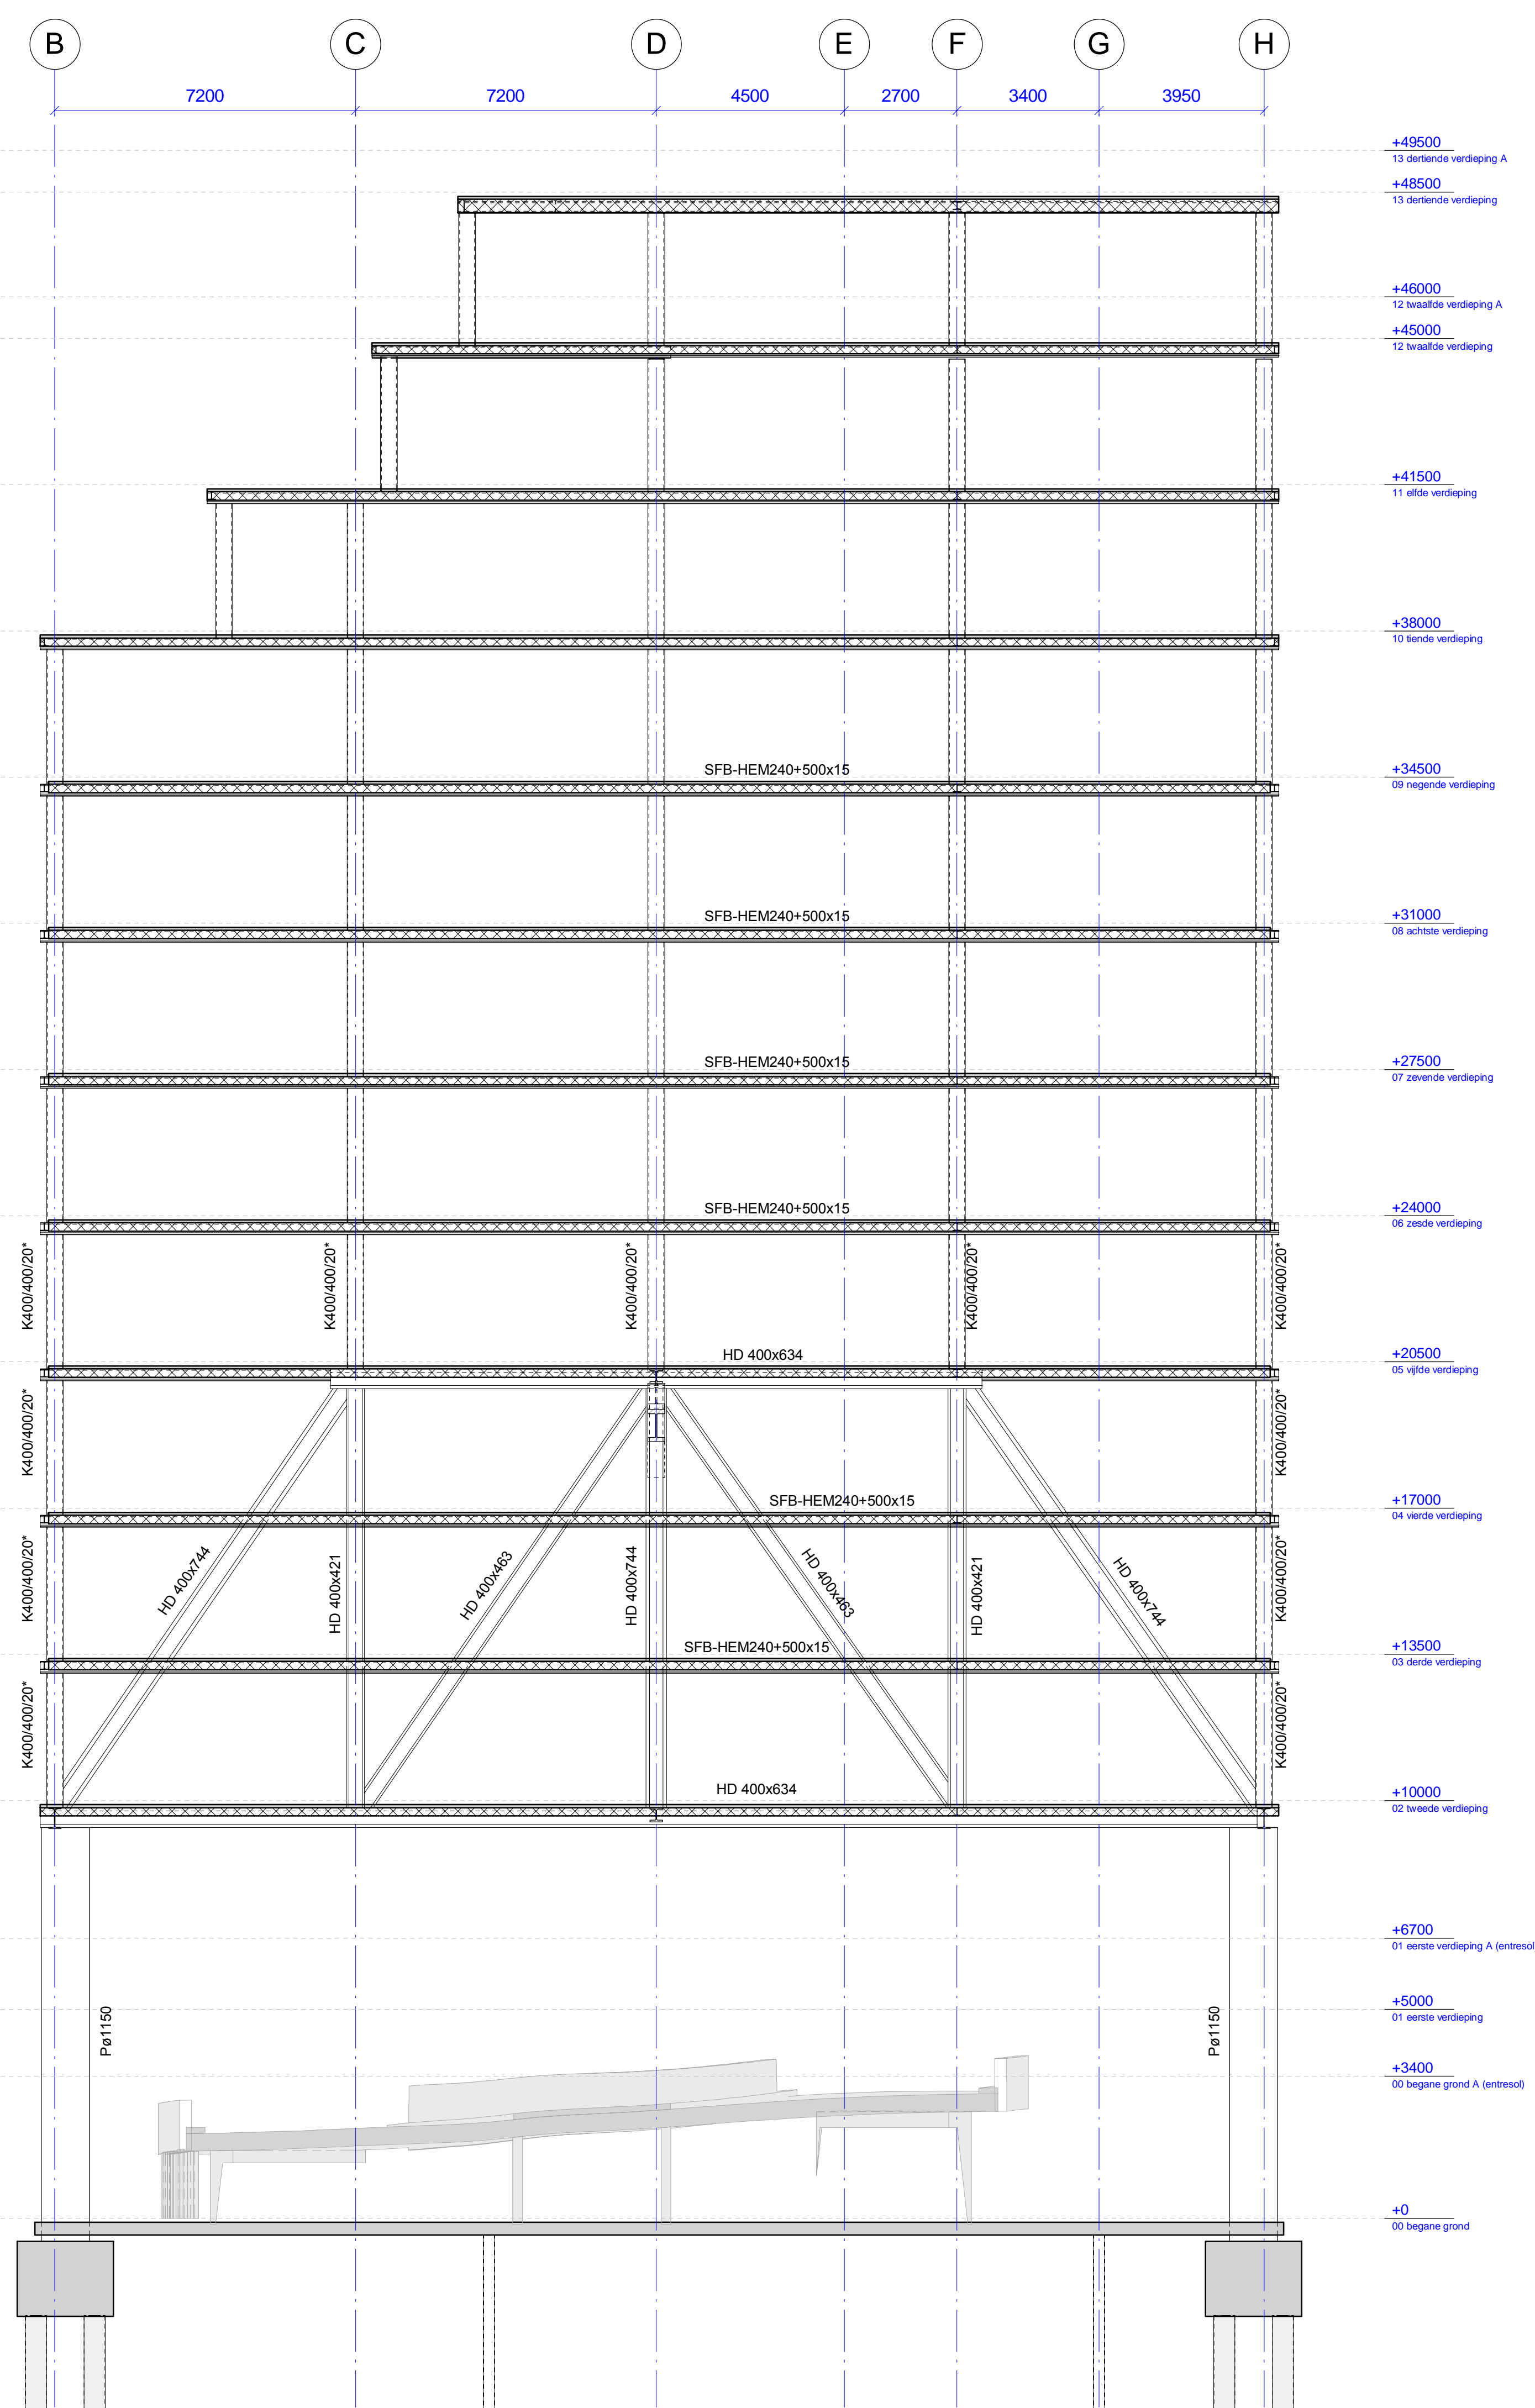 B C D E F G H
7200 7200 4500 2700 3400 3950
+49500
13 dertiende verdieping A
+48500
13 dertiende verdieping
+46000
12 twaalfde verdieping A
+45000
12 twaalfde verdieping
+41500
11 elfde verdieping
+38000
10 tiende verdieping
SFB-HEM240+500x15
+34500
09 negende verdieping
SFB-HEM240+500x15
+31000
08 achtste verdieping
SFB-HEM240+500x15
+27500
07 zevende verdieping
SFB-HEM240+500x15
+24000
06 zesde verdieping
K400/400/20*
K400/400/20*
K400/400/20*
K400/400/20*
K400/400/20*
HD 400x634
+20500
05 vijfde verdieping
K400/400/20*
K400/400/20*
SFB-HEM240+500x15
+17000
04 vierde verdieping
K400/400/20*
HD 400x744
HD 400x421
HD 400x463
HD 400x744
HD 400x463
HD 400x421
HD 400x744
K400/400/20*
SFB-HEM240+500x15
+13500
03 derde verdieping
K400/400/20*
K400/400/20*
HD 400x634
+10000
02 tweede verdieping
+6700
01 eerste verdieping A (entresol
Pø1150
Pø1150
+5000
01 eerste verdieping
+3400
00 begane grond A (entresol)
+0
00 begane grond